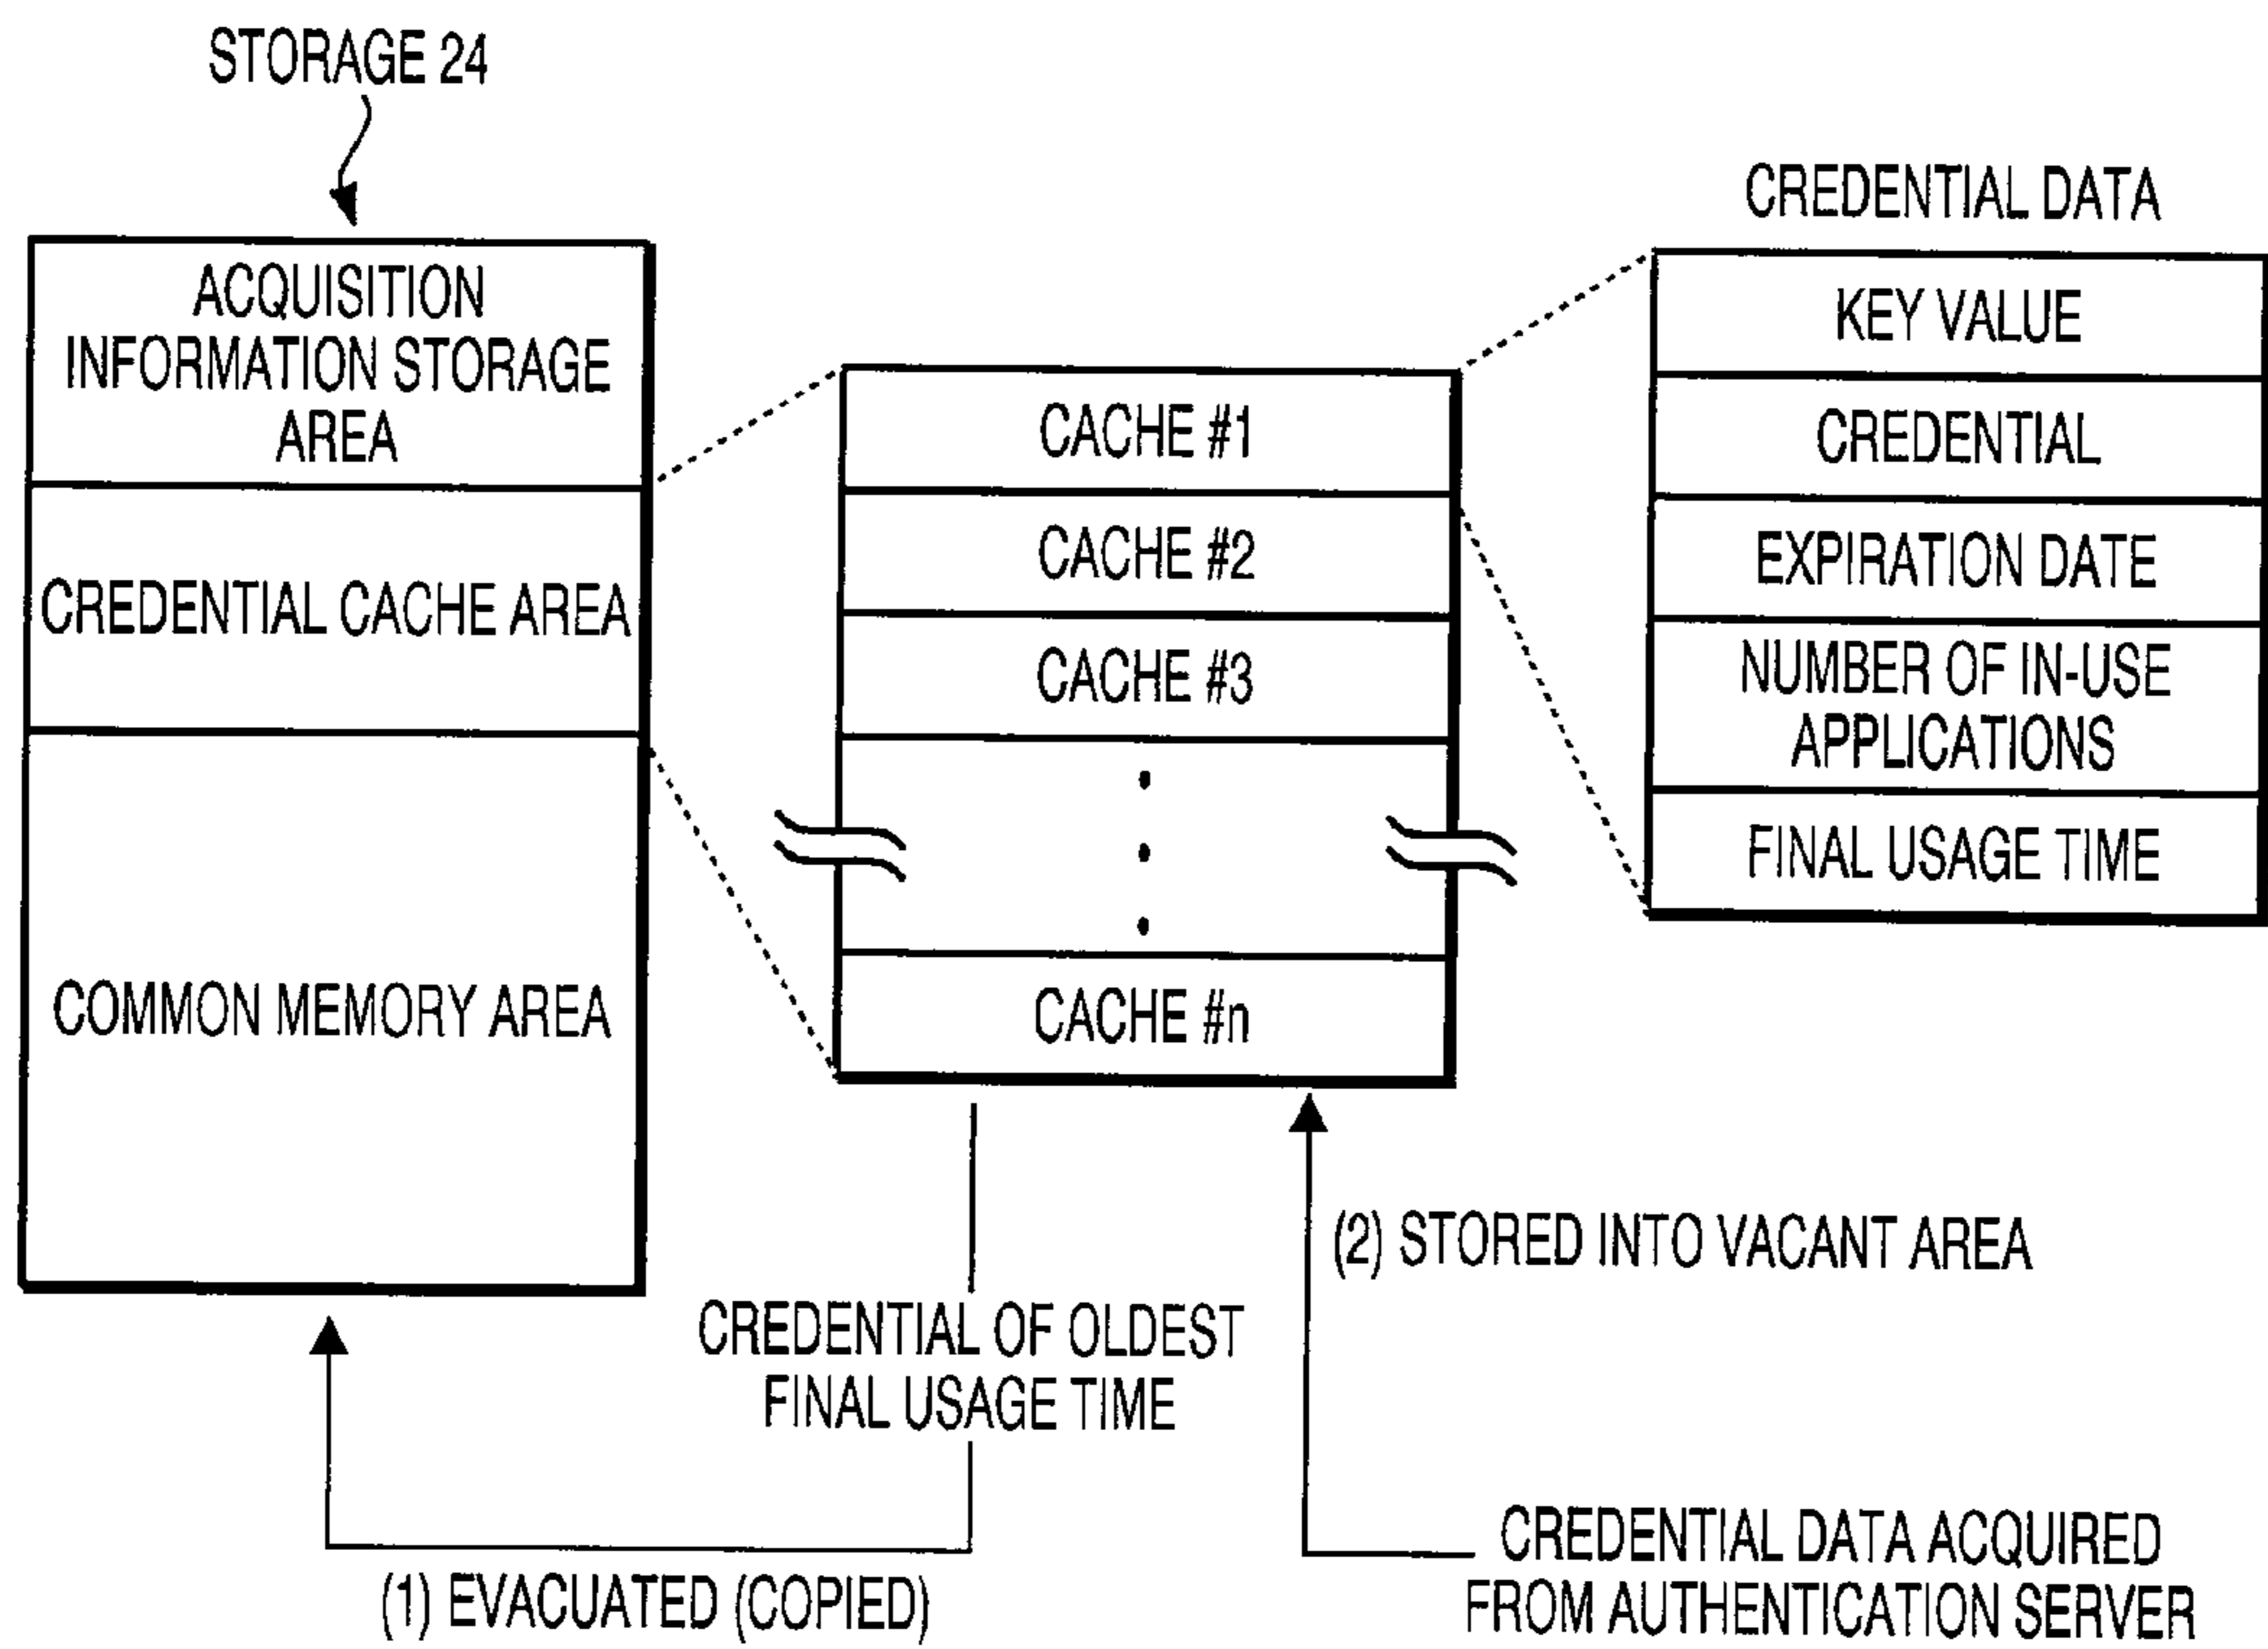 STORAGE 24
ACQUISITION
INFORMATION STORAGE
AREA
CREDENTIAL CACHE AREA
COMMON MEMORY AREA
CACHE #1
CACHE #2
CACHE #3
CACHE #n
CREDENTIAL DATA
KEY VALUE
CREDENTIAL
EXPIRATION DATE
NUMBER OF IN-USE
APPLICATIONS
FINAL USAGE TIME
CREDENTIAL OF OLDEST
FINAL USAGE TIME
(1) EVACUATED (COPIED)
(2) STORED INTO VACANT AREA
CREDENTIAL DATA ACQUIRED
FROM AUTHENTICATION SERVER